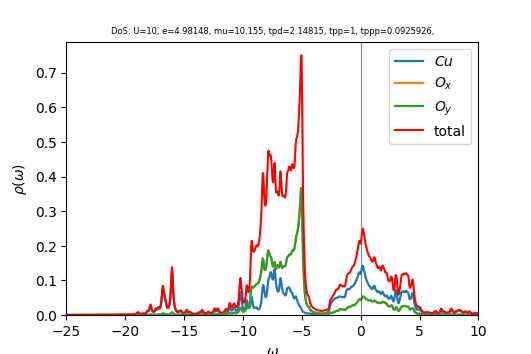 DoS: U=10, e=4.98148, mu=10.155, tpd=2.14815, tpp=1, tppp=0.0925926,
ρ(ω)
0.7
0.6
0.5
0.4
0.3
0.2
0.1
0.0
Cu
O_x
O_y
total
−25 −20 −15 −10 −5 0 5 10
ω